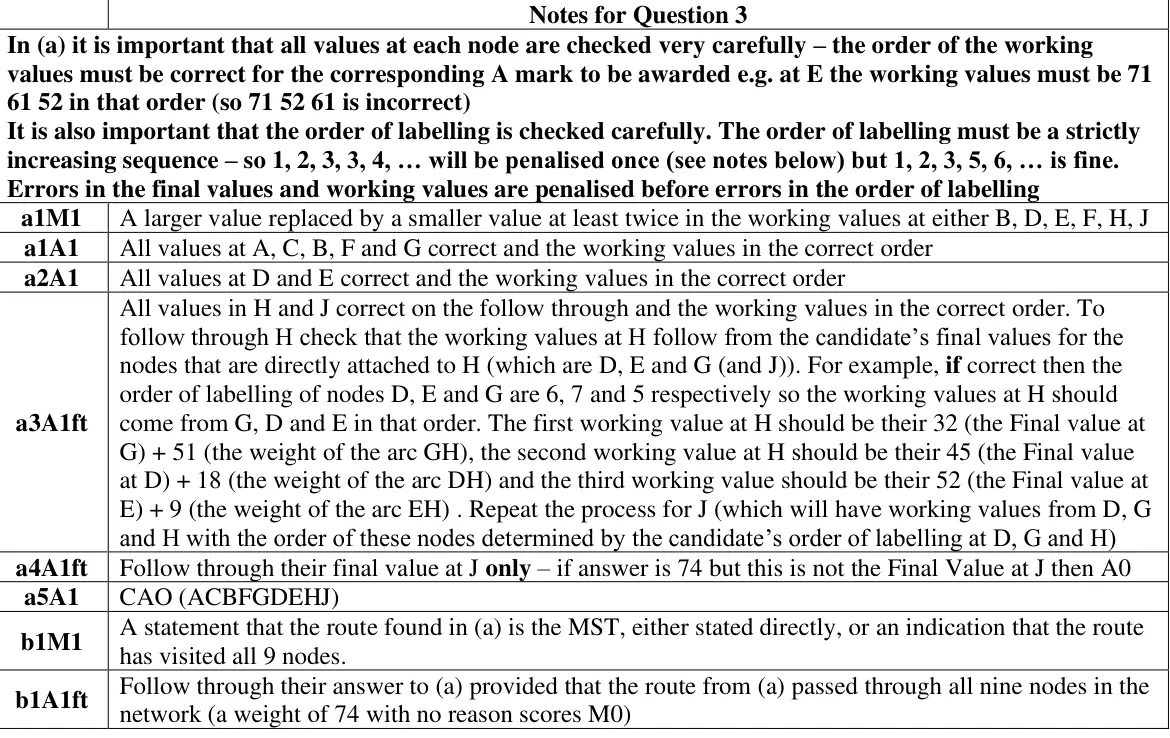 Notes for Question 3
In (a) it is important that all values at each node are checked very carefully – the order of the working
values must be correct for the corresponding A mark to be awarded e.g. at E the working values must be 71
61 52 in that order (so 71 52 61 is incorrect)
It is also important that the order of labelling is checked carefully. The order of labelling must be a strictly
increasing sequence – so 1, 2, 3, 3, 4, … will be penalised once (see notes below) but 1, 2, 3, 5, 6, … is fine.
Errors in the final values and working values are penalised before errors in the order of labelling
a1M1 A larger value replaced by a smaller value at least twice in the working values at either B, D, E, F, H, J
a1A1 All values at A, C, B, F and G correct and the working values in the correct order
a2A1 All values at D and E correct and the working values in the correct order
a3A1ft All values in H and J correct on the follow through and the working values in the correct order. To
follow through H check that the working values at H follow from the candidate’s final values for the
nodes that are directly attached to H (which are D, E and G (and J)). For example, if correct then the
order of labelling of nodes D, E and G are 6, 7 and 5 respectively so the working values at H should
come from G, D and E in that order. The first working value at H should be their 32 (the Final value at
G) + 51 (the weight of the arc GH), the second working value at H should be their 45 (the Final value
at D) + 18 (the weight of the arc DH) and the third working value should be their 52 (the Final value at
E) + 9 (the weight of the arc EH) . Repeat the process for J (which will have working values from D, G
and H with the order of these nodes determined by the candidate’s order of labelling at D, G and H)
a4A1ft Follow through their final value at J only – if answer is 74 but this is not the Final Value at J then A0
a5A1 CAO (ACBFGDEHJ)
b1M1 A statement that the route found in (a) is the MST, either stated directly, or an indication that the route
has visited all 9 nodes.
b1A1ft Follow through their answer to (a) provided that the route from (a) passed through all nine nodes in the
network (a weight of 74 with no reason scores M0)